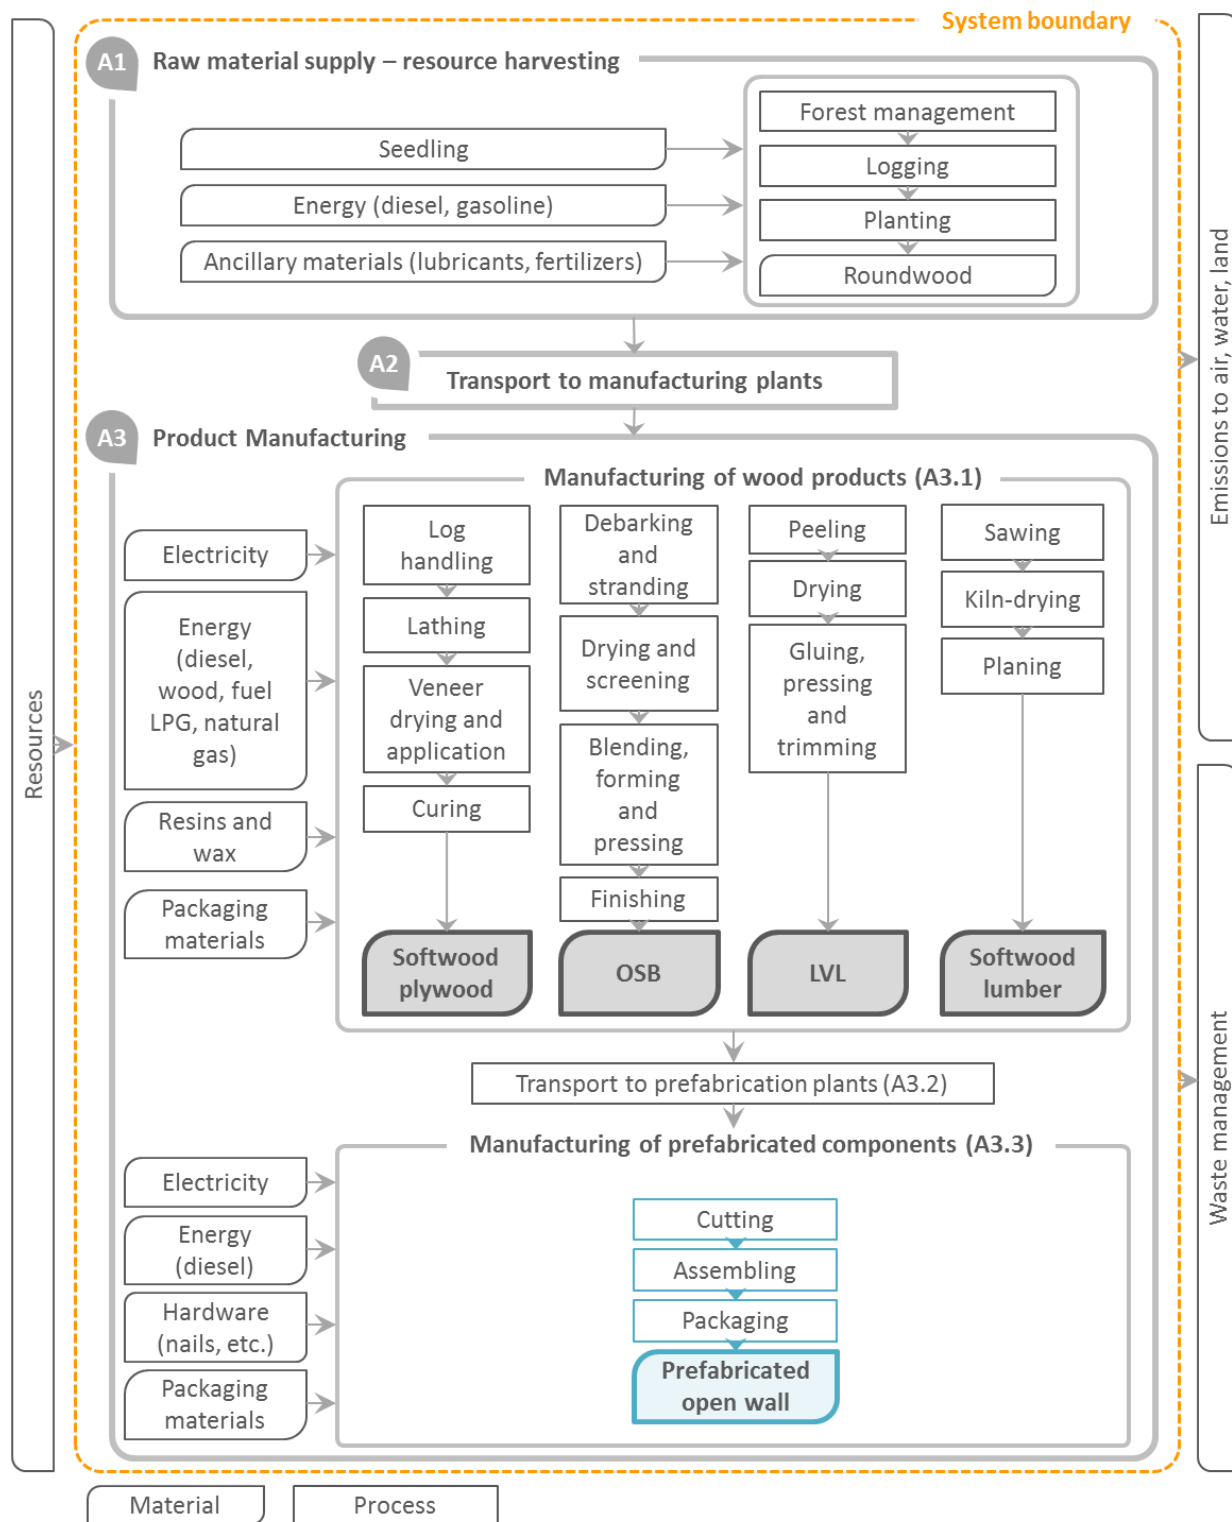 System boundary
A1
Raw material supply – resource harvesting
Seedling
Energy (diesel, gasoline)
Ancillary materials (lubricants, fertilizers)
Forest management
Logging
Planting
Roundwood
A2
Transport to manufacturing plants
A3
Product Manufacturing
Manufacturing of wood products (A3.1)
Electricity
Energy
(diesel,
wood, fuel
LPG, natural
gas)
Resins and
wax
Packaging
materials
Log
handling
Lathing
Veneer
drying and
application
Curing
Softwood
plywood
Debarking
and
stranding
Drying and
screening
Blending,
forming
and
pressing
Finishing
OSB
Peeling
Drying
Gluing,
pressing
and
trimming
LVL
Sawing
Kiln-drying
Planing
Softwood
lumber
Transport to prefabrication plants (A3.2)
Manufacturing of prefabricated components (A3.3)
Electricity
Energy
(diesel)
Hardware
(nails, etc.)
Packaging
materials
Cutting
Assembling
Packaging
Prefabricated
open wall
Resources
Emissions to air, water, land
Waste management
Material
Process